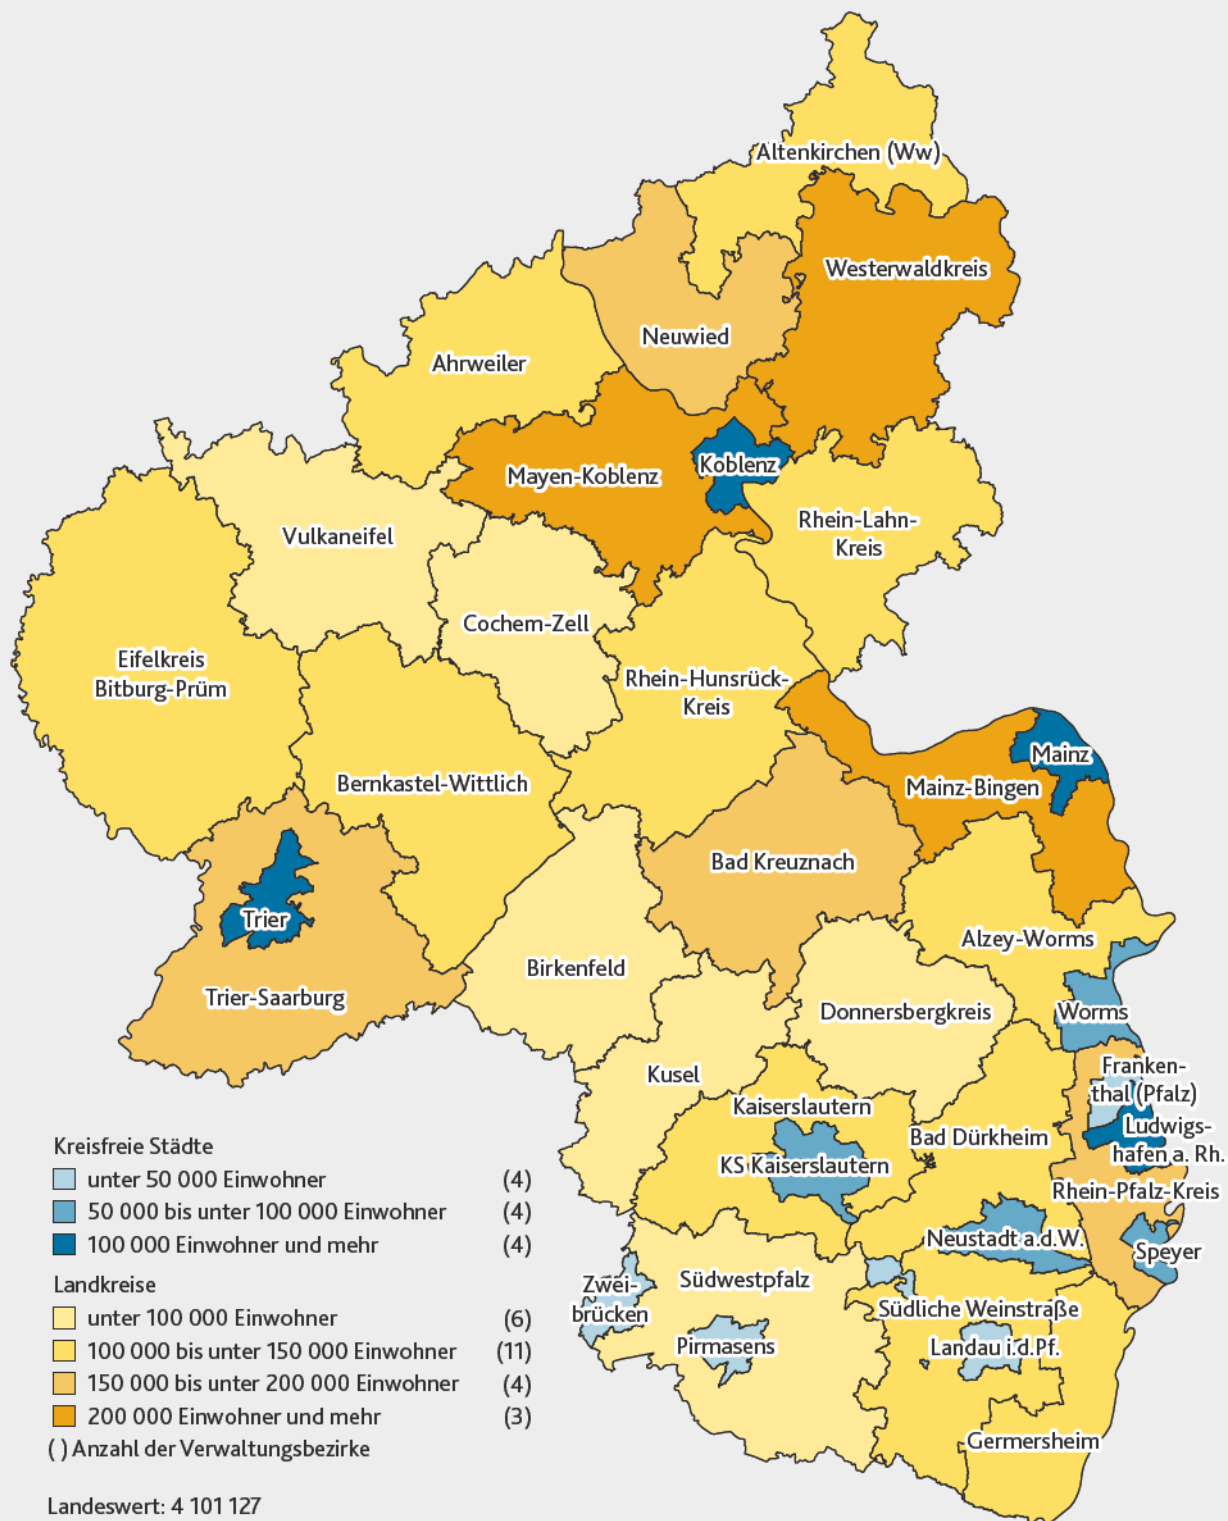 Altenkirchen (Ww)
Westerwaldkreis
Neuwied
Ahrweiler
Koblenz
Mayen-Koblenz
Rhein-Lahn-
Kreis
Vulkaneifel
Cochem-Zell
Eifelkreis
Bitburg-Prüm
Rhein-Hunsrück-
Kreis
Mainz
Bernkastel-Wittlich
Mainz-Bingen
Bad Kreuznach
Trier
Alzey-Worms
Birkenfeld
Trier-Saarburg
Donnersbergkreis
Worms
Kusel
Franken-
thal (Pfalz)
Kaiserslautern
Ludwigs-
hafen a. Rh.
Bad Dürkheim
KS Kaiserslautern
Rhein-Pfalz-Kreis
Neustadt a.d.W.
Speyer
Zwei-
brücken
Südwestpfalz
Südliche Weinstraße
Pirmasens
Landau i.d.Pf.
Germersheim
Kreisfreie Städte
unter 50 000 Einwohner (4)
50 000 bis unter 100 000 Einwohner (4)
100 000 Einwohner und mehr (4)
Landkreise
unter 100 000 Einwohner (6)
100 000 bis unter 150 000 Einwohner (11)
150 000 bis unter 200 000 Einwohner (4)
200 000 Einwohner und mehr (3)
( ) Anzahl der Verwaltungsbezirke
Landeswert: 4 101 127